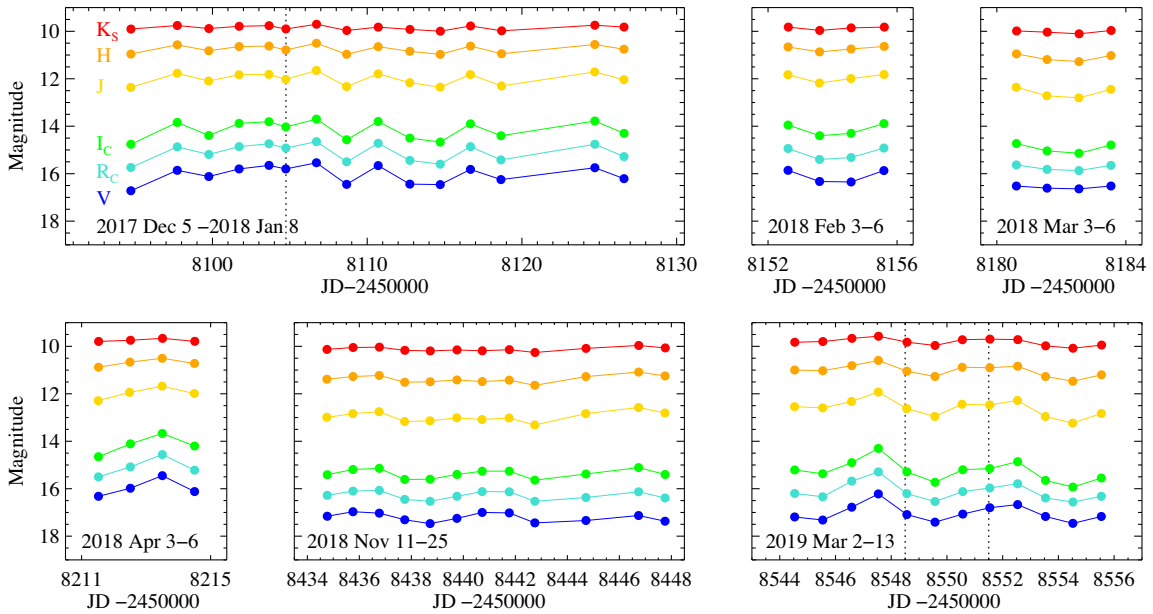 Magnitude
10
12
14
16
18
K_S
H
J
I_C
R_C
V
2017 Dec 5 −2018 Jan 8
8100 8110 8120 8130
JD−2450000
2018 Feb 3−6
8152 8156
JD −2450000
2018 Mar 3−6
8180 8184
JD −2450000
Magnitude
10
12
14
16
18
2018 Apr 3−6
8211 8215
JD −2450000
2018 Nov 11−25
8434 8436 8438 8440 8442 8444 8446 8448
JD −2450000
2019 Mar 2−13
8544 8546 8548 8550 8552 8554 8556
JD −2450000